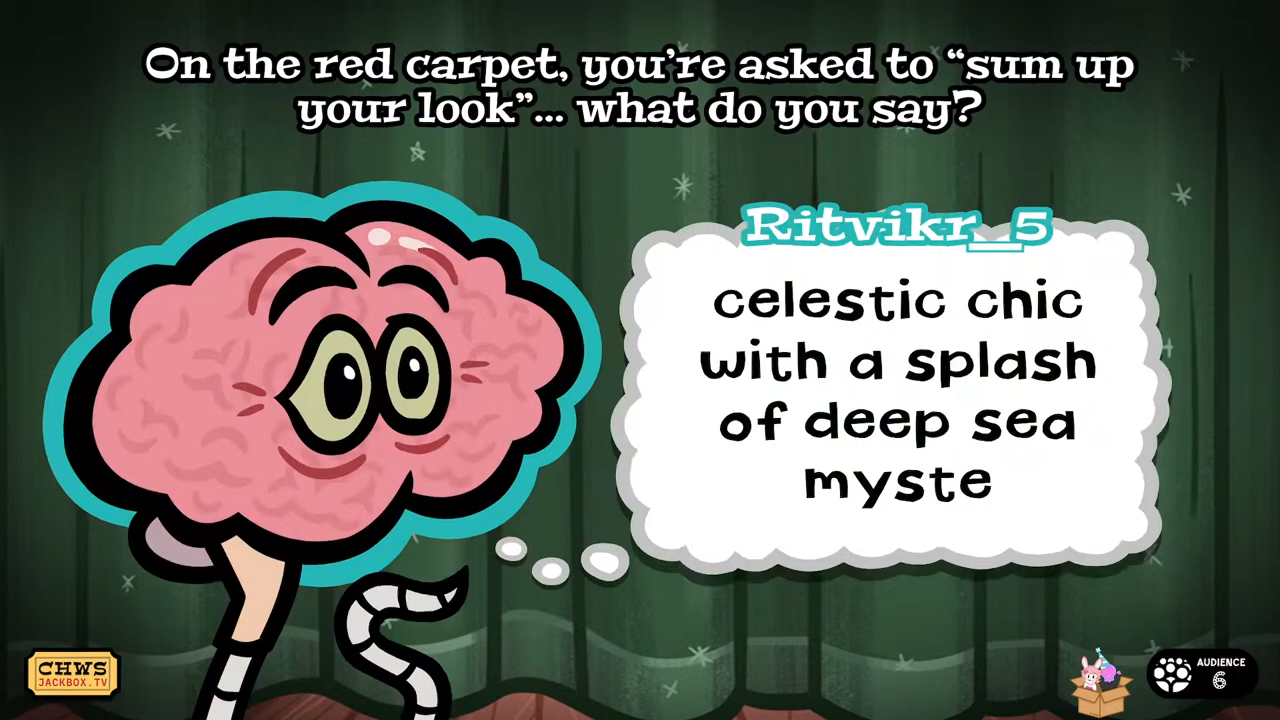 On the red carpet, you're asked to “sum up
your look”... what do you say?
Ritvikr_5
celestic chic
with a splash
of deep sea
myste
CHWS
JACKBOX.TV
AUDIENCE
6